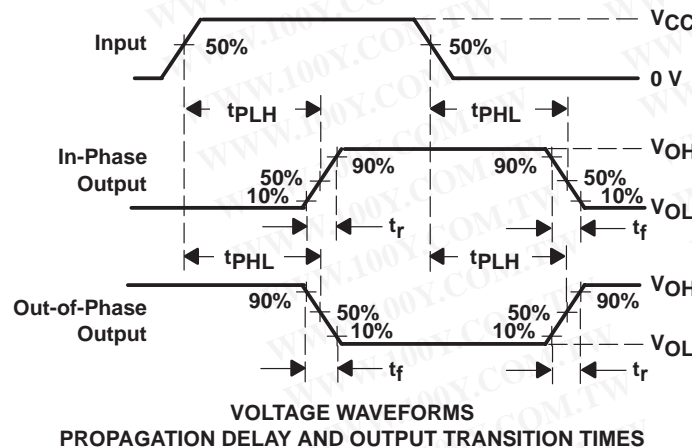 VCC
Input
50%
50%
0 V
tPLH
tPHL
In-Phase
Output
VOH
90%
90%
50%
50%
10%
10%
VOL
tr
tf
tPHL
tPLH
Out-of-Phase
Output
VOH
90%
90%
50%
50%
10%
10%
VOL
tf
tr
VOLTAGE WAVEFORMS
PROPAGATION DELAY AND OUTPUT TRANSITION TIMES
WWW.100Y.COM.TW